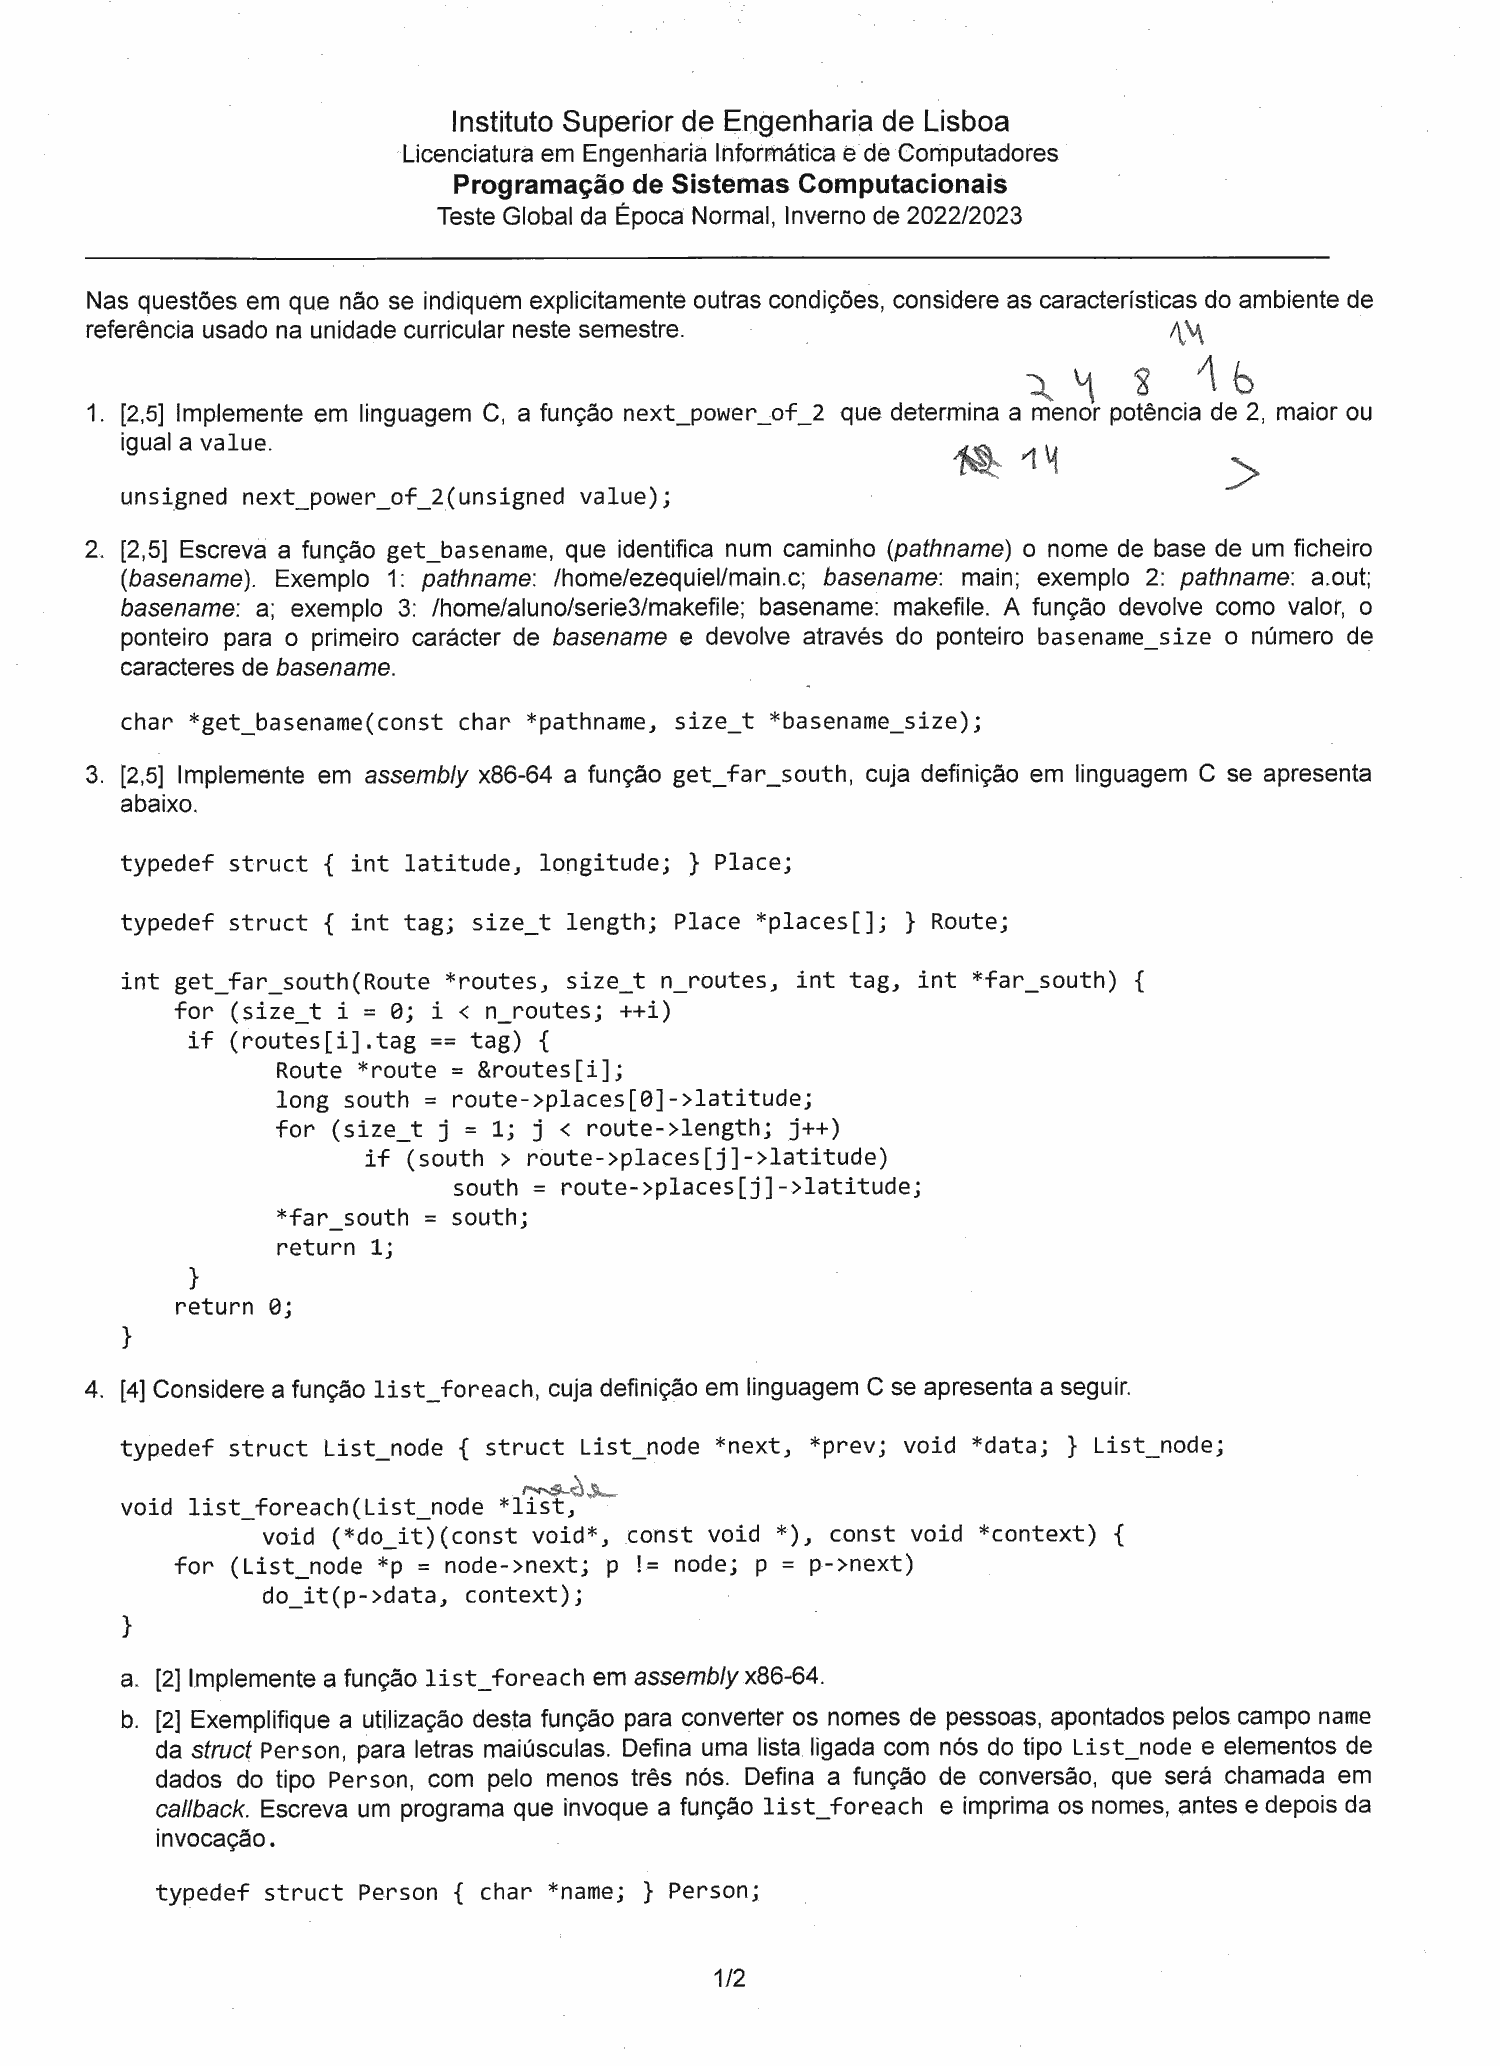 Instituto Superior de Engenharia de Lisboa
Licenciatura em Engenharia Informática e de Computadores
Programação de Sistemas Computacionais
Teste Global da Época Normal, Inverno de 2022/2023
Nas questões em que não se indiquem explicitamente outras condições, considere as características do ambiente de
referência usado na unidade curricular neste semestre.
14
2 4 8 16
1. [2,5] Implemente em linguagem C, a função next_power_of_2 que determina a menor potência de 2, maior ou
igual a value.
14 >
unsigned next_power_of_2(unsigned value);
2. [2,5] Escreva a função get_basename, que identifica num caminho (pathname) o nome de base de um ficheiro
(basename). Exemplo 1: pathname: /home/ezequiel/main.c; basename: main; exemplo 2: pathname: a.out;
basename: a; exemplo 3: /home/aluno/serie3/makefile; basename: makefile. A função devolve como valor, o
ponteiro para o primeiro carácter de basename e devolve através do ponteiro basename_size o número de
caracteres de basename.
char *get_basename(const char *pathname, size_t *basename_size);
3. [2,5] Implemente em assembly x86-64 a função get_far_south, cuja definição em linguagem C se apresenta
abaixo.
typedef struct { int latitude, longitude; } Place;
typedef struct { int tag; size_t length; Place *places[]; } Route;
int get_far_south(Route *routes, size_t n_routes, int tag, int *far_south) {
for (size_t i = 0; i < n_routes; ++i)
if (routes[i].tag == tag) {
Route *route = &routes[i];
long south = route->places[0]->latitude;
for (size_t j = 1; j < route->length; j++)
if (south > route->places[j]->latitude)
south = route->places[j]->latitude;
*far_south = south;
return 1;
}
return 0;
}
4. [4] Considere a função list_foreach, cuja definição em linguagem C se apresenta a seguir.
typedef struct List_node { struct List_node *next, *prev; void *data; } List_node;
node
void list_foreach(List_node *list,
void (*do_it)(const void*, const void *), const void *context) {
for (List_node *p = node->next; p != node; p = p->next)
do_it(p->data, context);
}
a. [2] Implemente a função list_foreach em assembly x86-64.
b. [2] Exemplifique a utilização desta função para converter os nomes de pessoas, apontados pelos campo name
da struct Person, para letras maiúsculas. Defina uma lista ligada com nós do tipo List_node e elementos de
dados do tipo Person, com pelo menos três nós. Defina a função de conversão, que será chamada em
callback. Escreva um programa que invoque a função list_foreach e imprima os nomes, antes e depois da
invocação.
typedef struct Person { char *name; } Person;
1/2